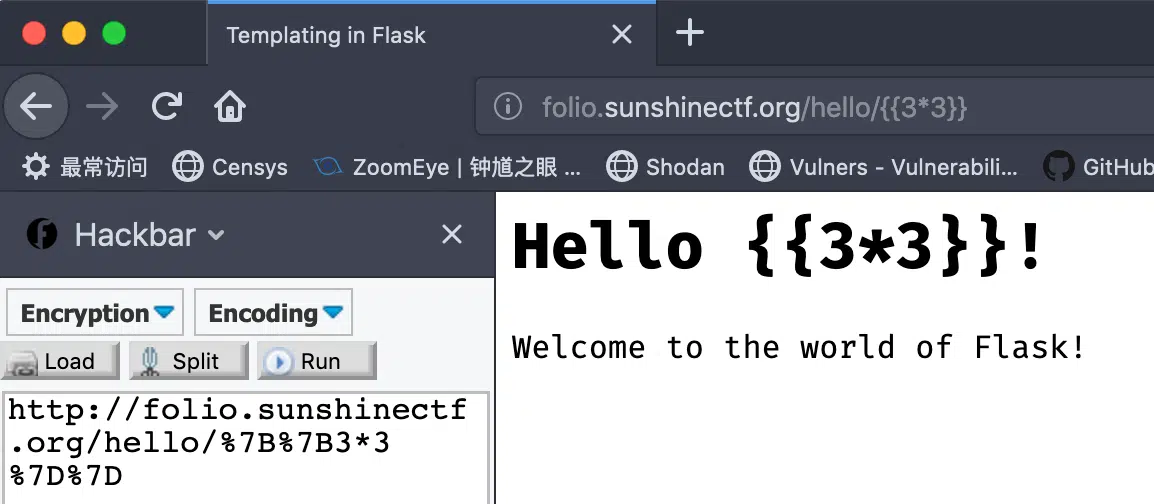 Templating in Flask
folio.sunshinectf.org/hello/{{3*3}}
最常访问 Censys ZoomEye | 钟馗之眼 ... Shodan Vulners - Vulnerabili... GitHub
Hackbar
Encryption Encoding
Load Split Run
http://folio.sunshinectf
.org/hello/%7B%7B3*3
%7D%7D
Hello {{3*3}}!
Welcome to the world of Flask!